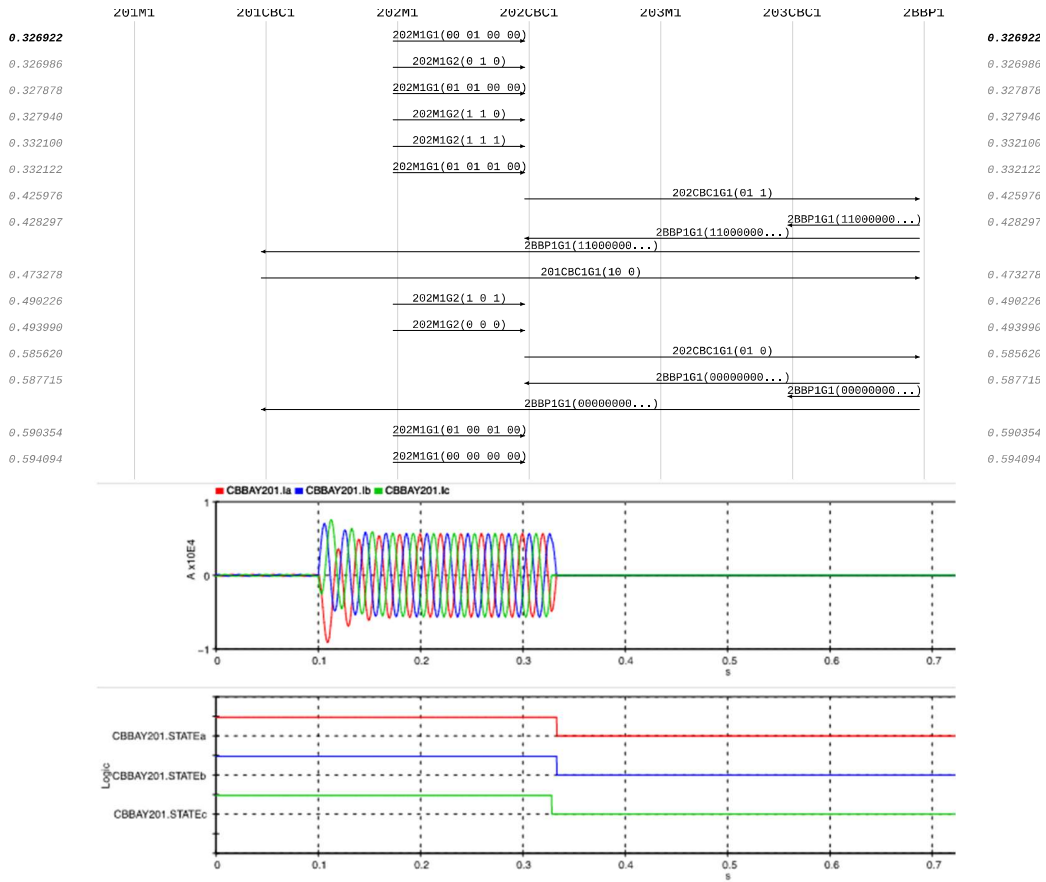 201M1 201CBC1 202M1 202CBC1 203M1 203CBC1 2BBP1
0.326922 202M1G1(00 01 00 00) 0.326922
0.326986 202M1G2(0 1 0) 0.326986
0.327878 202M1G1(01 01 00 00) 0.327878
0.327940 202M1G2(1 1 0) 0.327940
0.332100 202M1G2(1 1 1) 0.332100
0.332122 202M1G1(01 01 01 00) 0.332122
0.425976 202CBC1G1(01 1) 0.425976
0.428297 2BBP1G1(11000000...) 0.428297
2BBP1G1(11000000...)
2BBP1G1(11000000...)
0.473278 201CBC1G1(10 0) 0.473278
0.490226 202M1G2(1 0 1) 0.490226
0.493990 202M1G2(0 0 0) 0.493990
0.585620 202CBC1G1(01 0) 0.585620
0.587715 2BBP1G1(00000000...) 0.587715
2BBP1G1(00000000...)
2BBP1G1(00000000...)
0.590354 202M1G1(01 00 01 00) 0.590354
0.594094 202M1G1(00 00 00 00) 0.594094
CBBAY201.Ia CBBAY201.Ib CBBAY201.Ic
1
A x10E4
0
-1
0 0.1 0.2 0.3 0.4 0.5 0.6 0.7
s
CBBAY201.STATEa
Logic
CBBAY201.STATEb
CBBAY201.STATEc
0 0.1 0.2 0.3 0.4 0.5 0.6 0.7
s